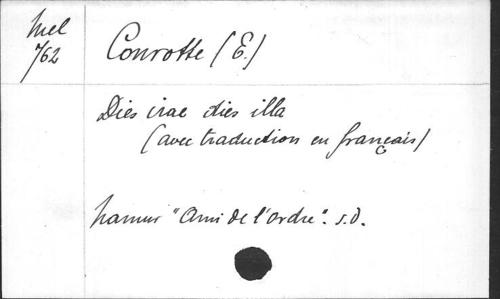 Mel
762
Conrotte (E.)
Dies irae dies illa
(avec traduction en français)
Namur "Ami de l'ordre". s.d.